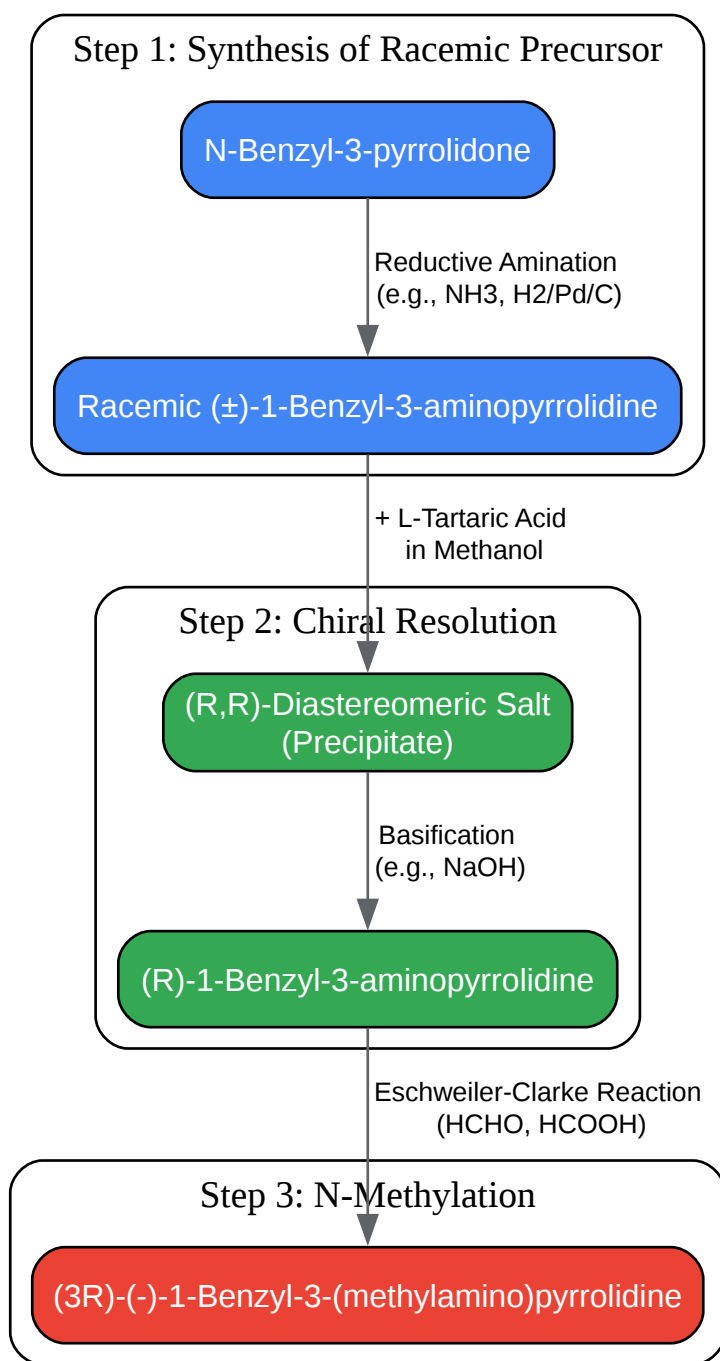 Step 1: Synthesis of Racemic Precursor
N-Benzyl-3-pyrrolidone
Reductive Amination
(e.g., NH3, H2/Pd/C)
Racemic (±)-1-Benzyl-3-aminopyrrolidine
+ L-Tartaric Acid
in Methanol
Step 2: Chiral Resolution
(R,R)-Diastereomeric Salt
(Precipitate)
Basification
(e.g., NaOH)
(R)-1-Benzyl-3-aminopyrrolidine
Eschweiler-Clarke Reaction
(HCHO, HCOOH)
Step 3: N-Methylation
(3R)-(-)-1-Benzyl-3-(methylamino)pyrrolidine